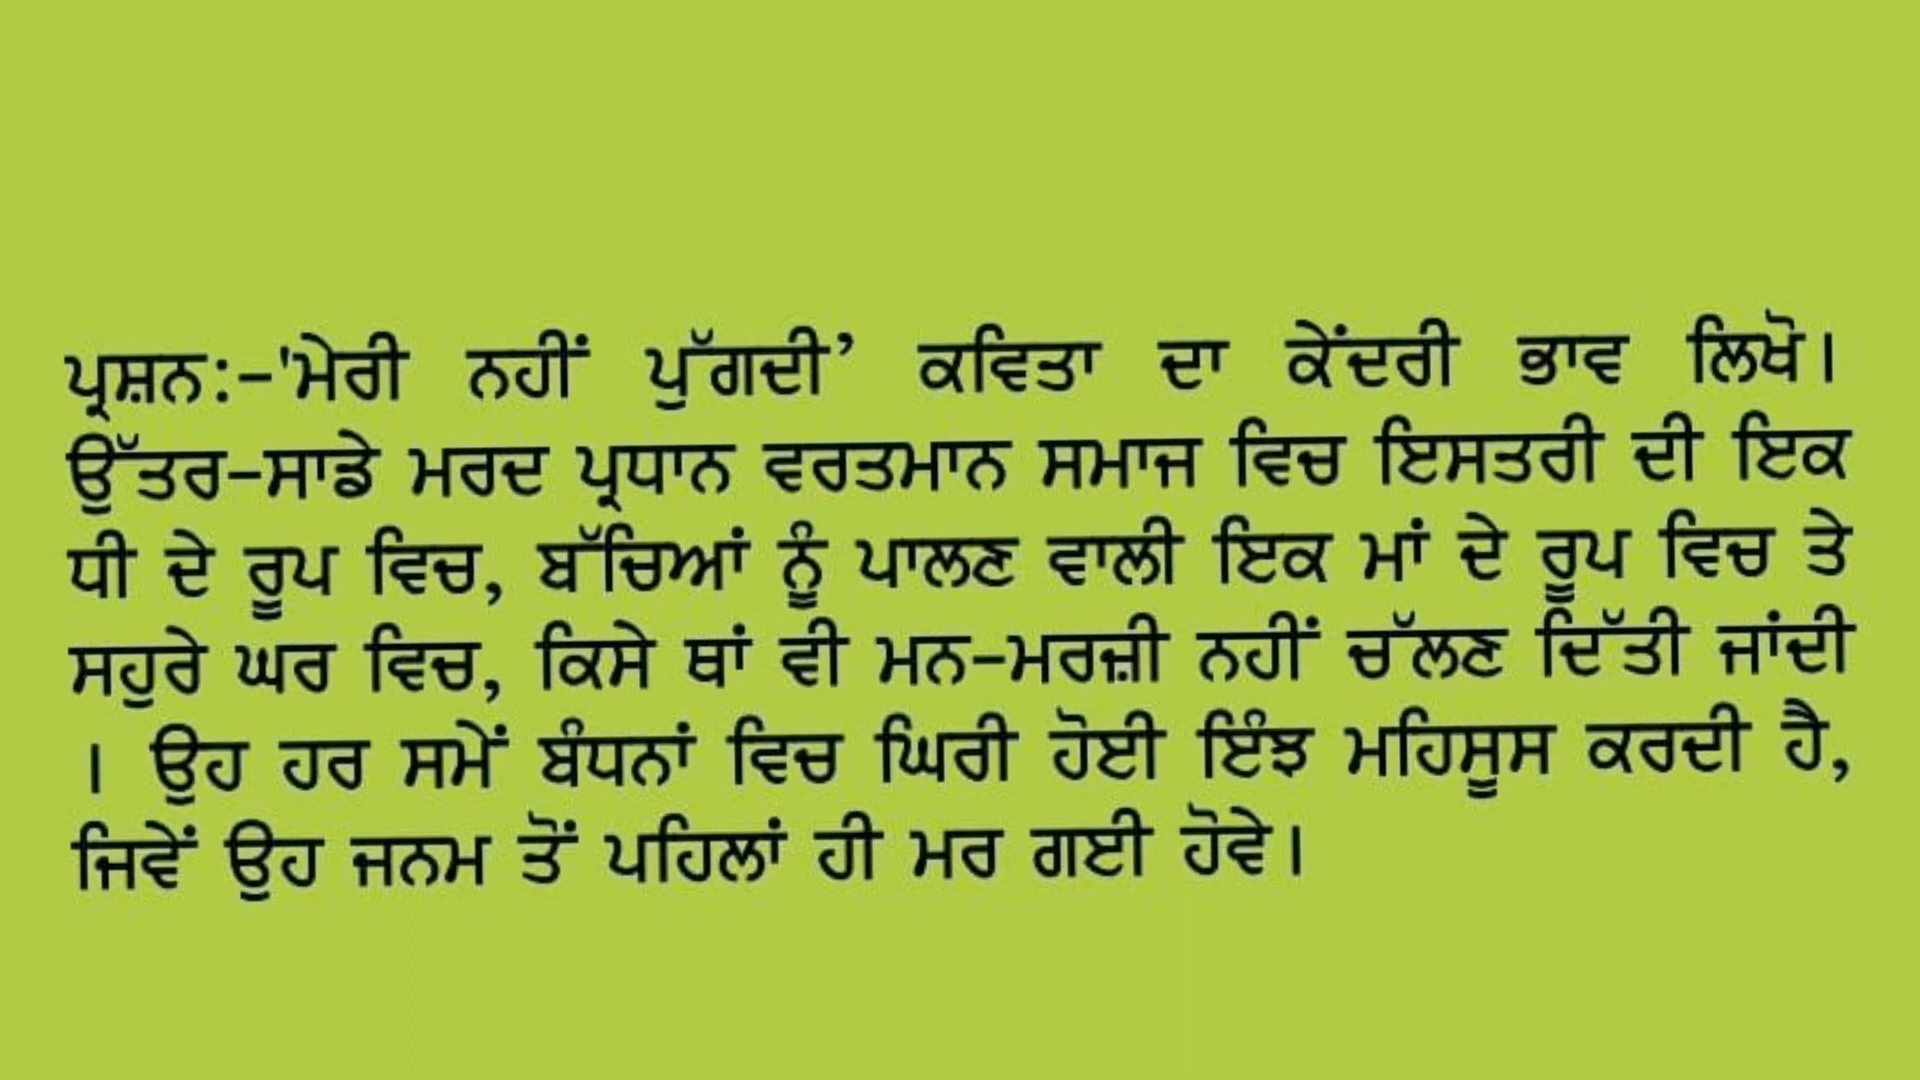 ਪ੍ਰਸ਼ਨ:-'ਮੇਰੀ ਨਹੀਂ ਪੁੱਗਦੀ’ ਕਵਿਤਾ ਦਾ ਕੇਂਦਰੀ ਭਾਵ ਲਿਖੋ।
ਉੱਤਰ-ਸਾਡੇ ਮਰਦ ਪ੍ਰਧਾਨ ਵਰਤਮਾਨ ਸਮਾਜ ਵਿਚ ਇਸਤਰੀ ਦੀ ਇਕ
ਧੀ ਦੇ ਰੂਪ ਵਿਚ, ਬੱਚਿਆਂ ਨੂੰ ਪਾਲਣ ਵਾਲੀ ਇਕ ਮਾਂ ਦੇ ਰੂਪ ਵਿਚ ਤੇ
ਸਹੁਰੇ ਘਰ ਵਿਚ, ਕਿਸੇ ਥਾਂ ਵੀ ਮਨ-ਮਰਜ਼ੀ ਨਹੀਂ ਚੱਲਣ ਦਿੱਤੀ ਜਾਂਦੀ
। ਉਹ ਹਰ ਸਮੇਂ ਬੰਧਨਾਂ ਵਿਚ ਘਿਰੀ ਹੋਈ ਇੰਝ ਮਹਿਸੂਸ ਕਰਦੀ ਹੈ,
ਜਿਵੇਂ ਉਹ ਜਨਮ ਤੋਂ ਪਹਿਲਾਂ ਹੀ ਮਰ ਗਈ ਹੋਵੇ।